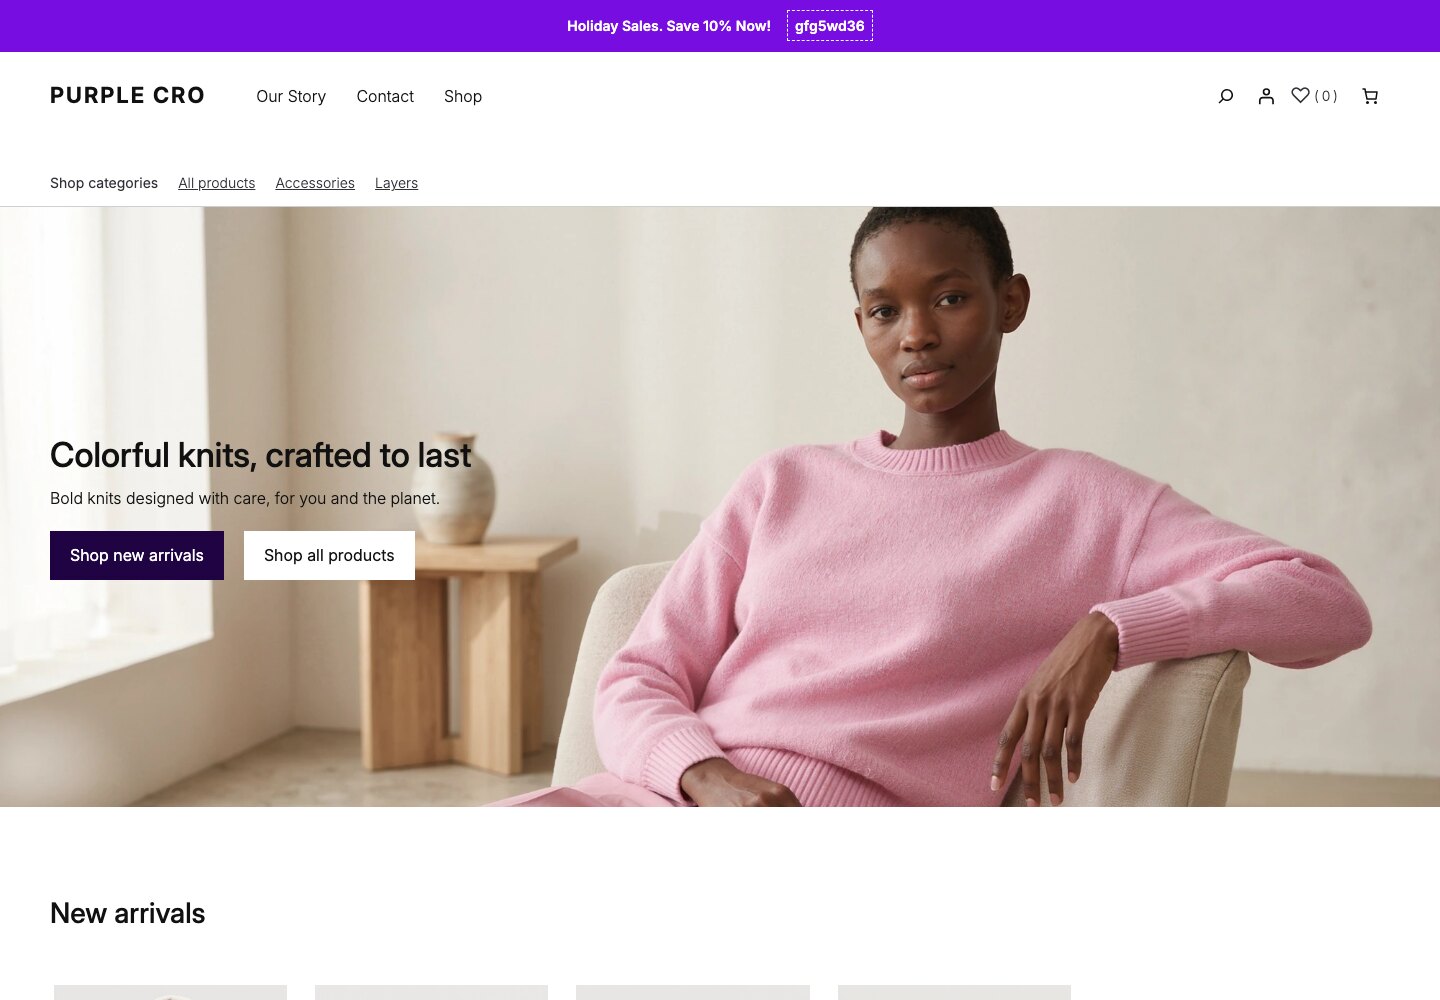 Holiday Sales. Save 10% Now! gfg5wd36
PURPLE CRO
Our Story Contact Shop
( 0 )
Shop categories All products Accessories Layers
Colorful knits, crafted to last
Bold knits designed with care, for you and the planet.
Shop new arrivals Shop all products
New arrivals